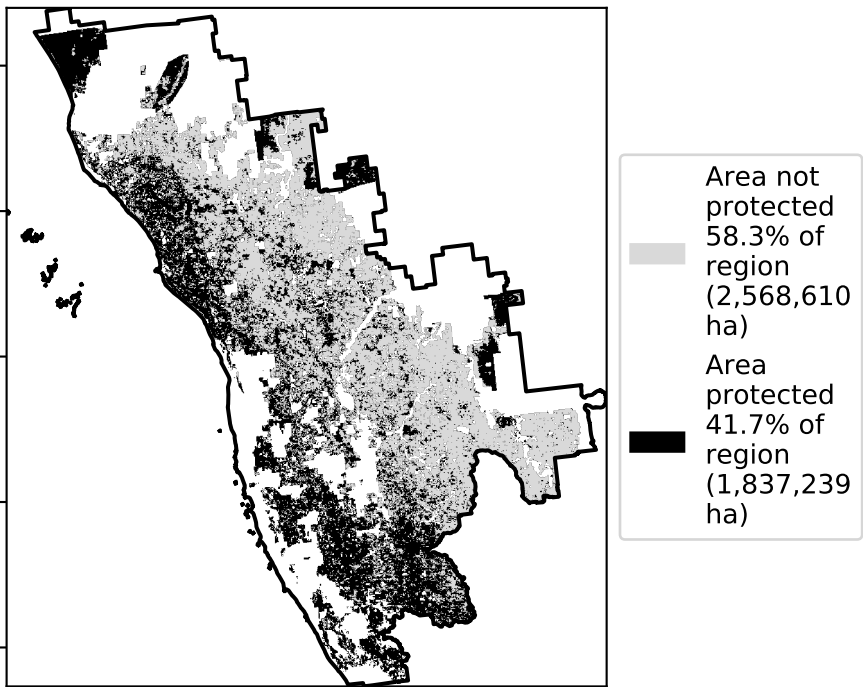 Area not
protected
58.3% of
region
(2,568,610
ha)
Area
protected
41.7% of
region
(1,837,239
ha)